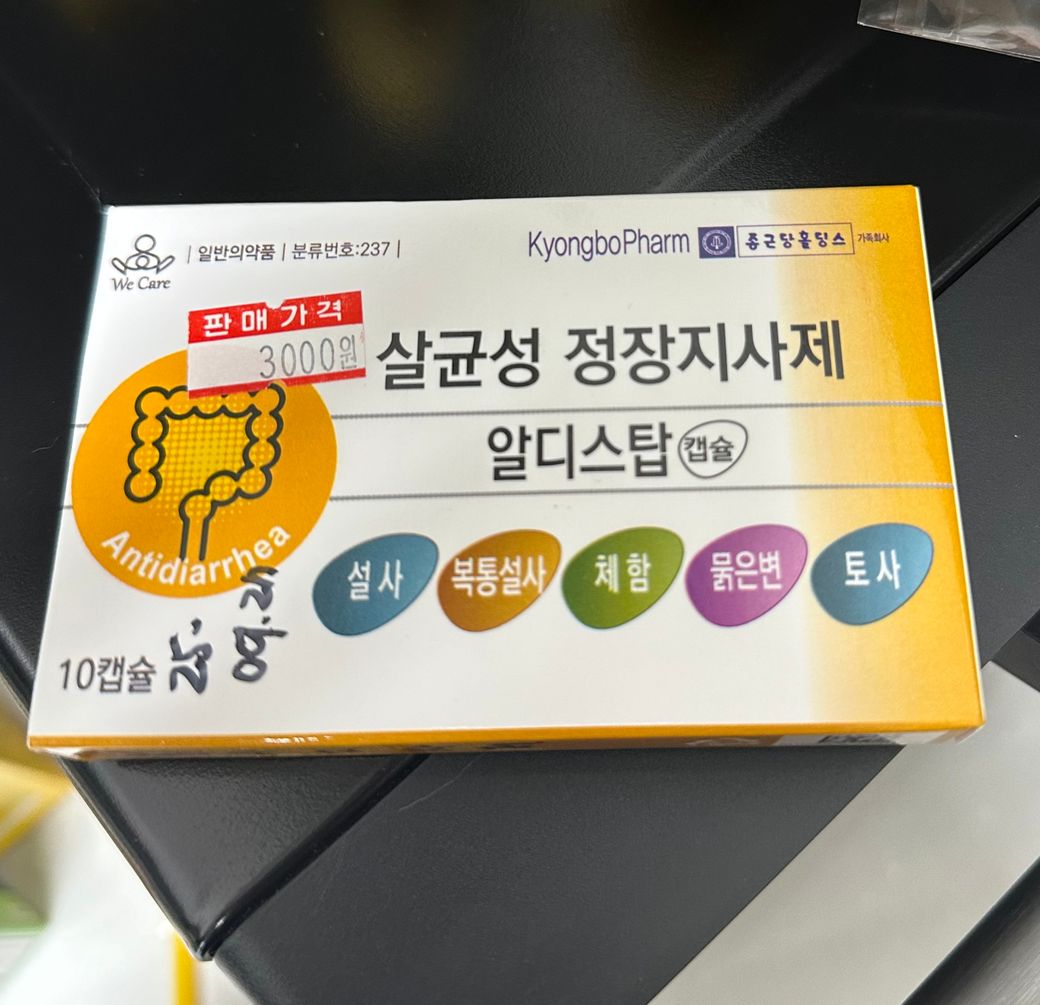 We Care
| 일반의약품 | 분류번호:237 |
KyongboPharm 종근당홀딩스 가족회사
판매가격
3000원
살균성 정장지사제
알디스탑 캡슐
Antidiarrhea
설사 복통설사 체함 묽은변 토사
10캡슐
25.
09.24